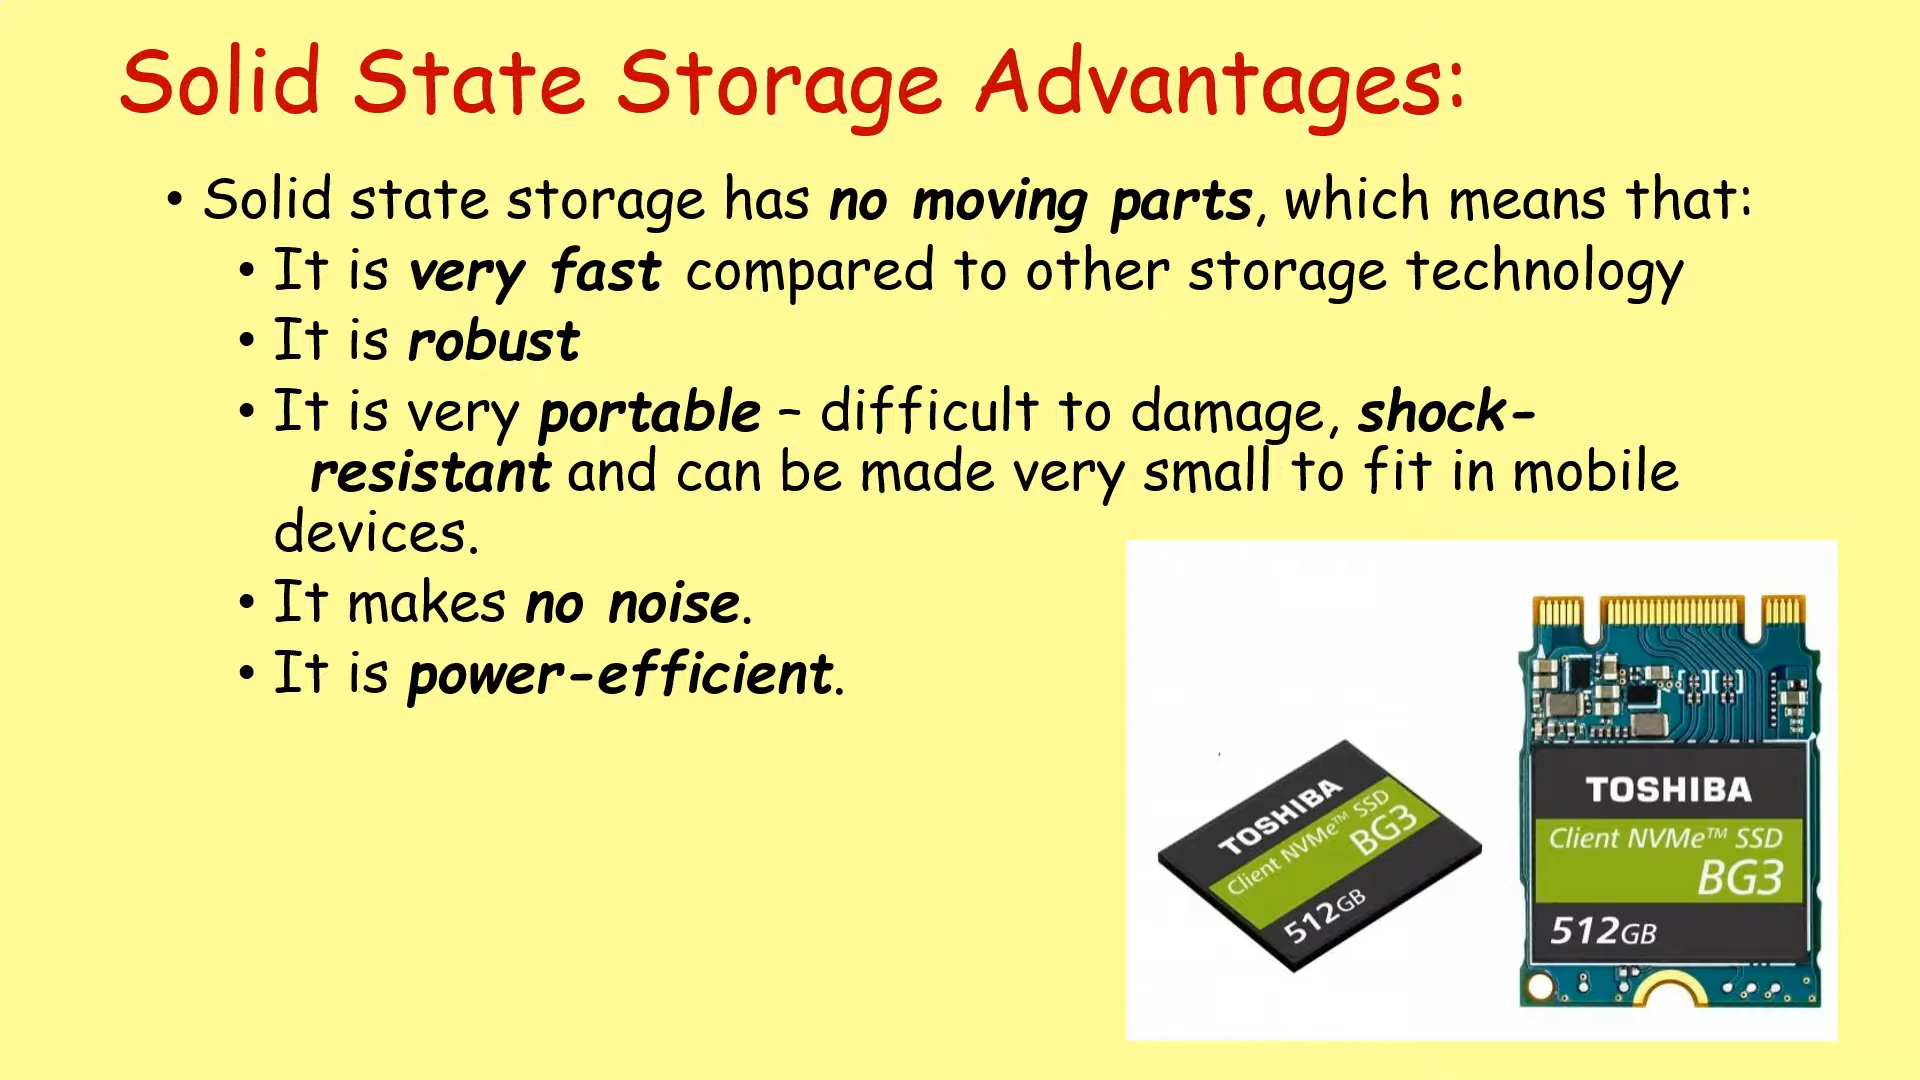 Solid State Storage Advantages:
• Solid state storage has no moving parts, which means that:
• It is very fast compared to other storage technology
• It is robust
• It is very portable – difficult to damage, shock-
resistant and can be made very small to fit in mobile
devices.
• It makes no noise.
• It is power-efficient.
TOSHIBA
Client NVMe™ SSD
BG3
512GB
TOSHIBA
Client NVMe™ SSD
BG3
512GB